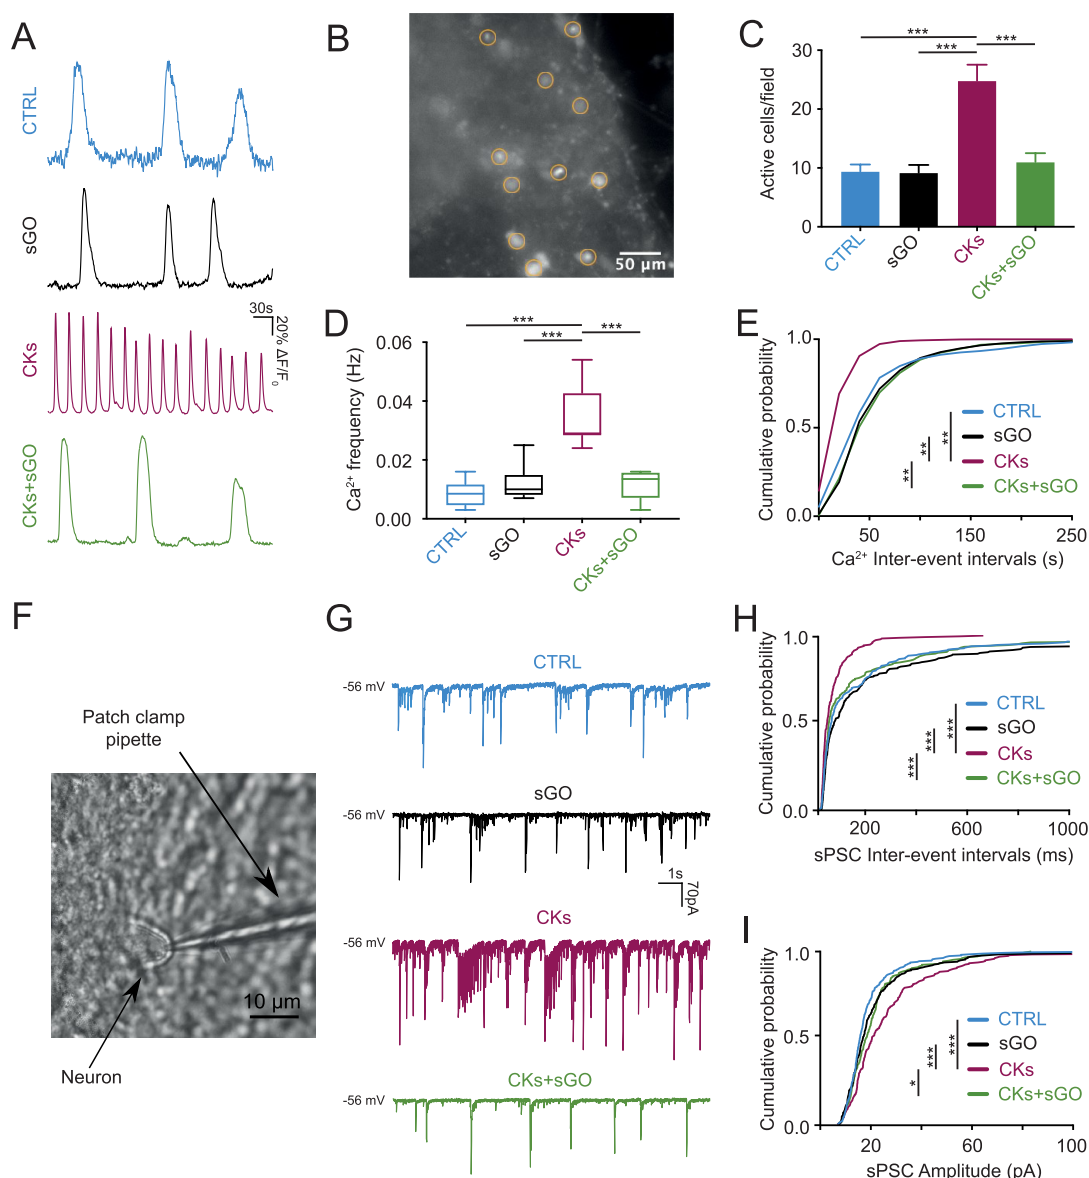 A
CTRL
sGO
CKs
CKs+sGO
30s
20% ΔF/F₀
B
50 µm
C
Active cells/field
30
20
10
0
***
***
***
CTRL
sGO
CKs
CKs+sGO
D
Ca²⁺ frequency (Hz)
0.06
0.04
0.02
0.00
***
***
***
CTRL
sGO
CKs
CKs+sGO
E
Cumulative probability
1.0
0.5
0.0
50
150
250
Ca²⁺ Inter-event intervals (s)
CTRL
sGO
CKs
CKs+sGO
**
**
**
F
Patch clamp
pipette
Neuron
10 µm
G
CTRL
-56 mV
sGO
-56 mV
1s
70pA
CKs
-56 mV
CKs+sGO
-56 mV
H
Cumulative probability
1.0
0.5
0.0
200
600
1000
sPSC Inter-event intervals (ms)
CTRL
sGO
CKs
CKs+sGO
***
***
***
I
Cumulative probability
1.0
0.5
0.0
20
60
100
sPSC Amplitude (pA)
CTRL
sGO
CKs
CKs+sGO
*
***
***